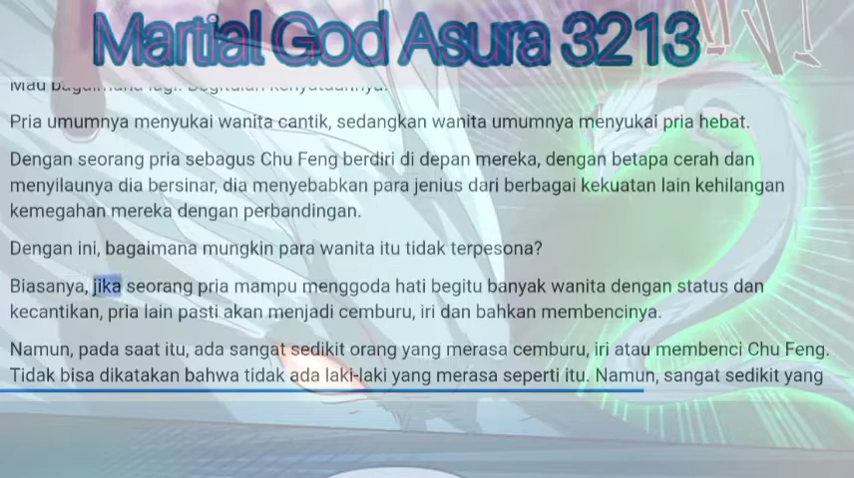 Martial God Asura 3213
Pria umumnya menyukai wanita cantik, sedangkan wanita umumnya menyukai pria hebat.
Dengan seorang pria sebagus Chu Feng berdiri di depan mereka, dengan betapa cerah dan
menyilaunya dia bersinar, dia menyebabkan para jenius dari berbagai kekuatan lain kehilangan
kemegahan mereka dengan perbandingan.
Dengan ini, bagaimana mungkin para wanita itu tidak terpesona?
Biasanya, jika seorang pria mampu menggoda hati begitu banyak wanita dengan status dan
kecantikan, pria lain pasti akan menjadi cemburu, iri dan bahkan membencinya.
Namun, pada saat itu, ada sangat sedikit orang yang merasa cemburu, iri atau membenci Chu Feng.
Tidak bisa dikatakan bahwa tidak ada laki-laki yang merasa seperti itu. Namun, sangat sedikit yang